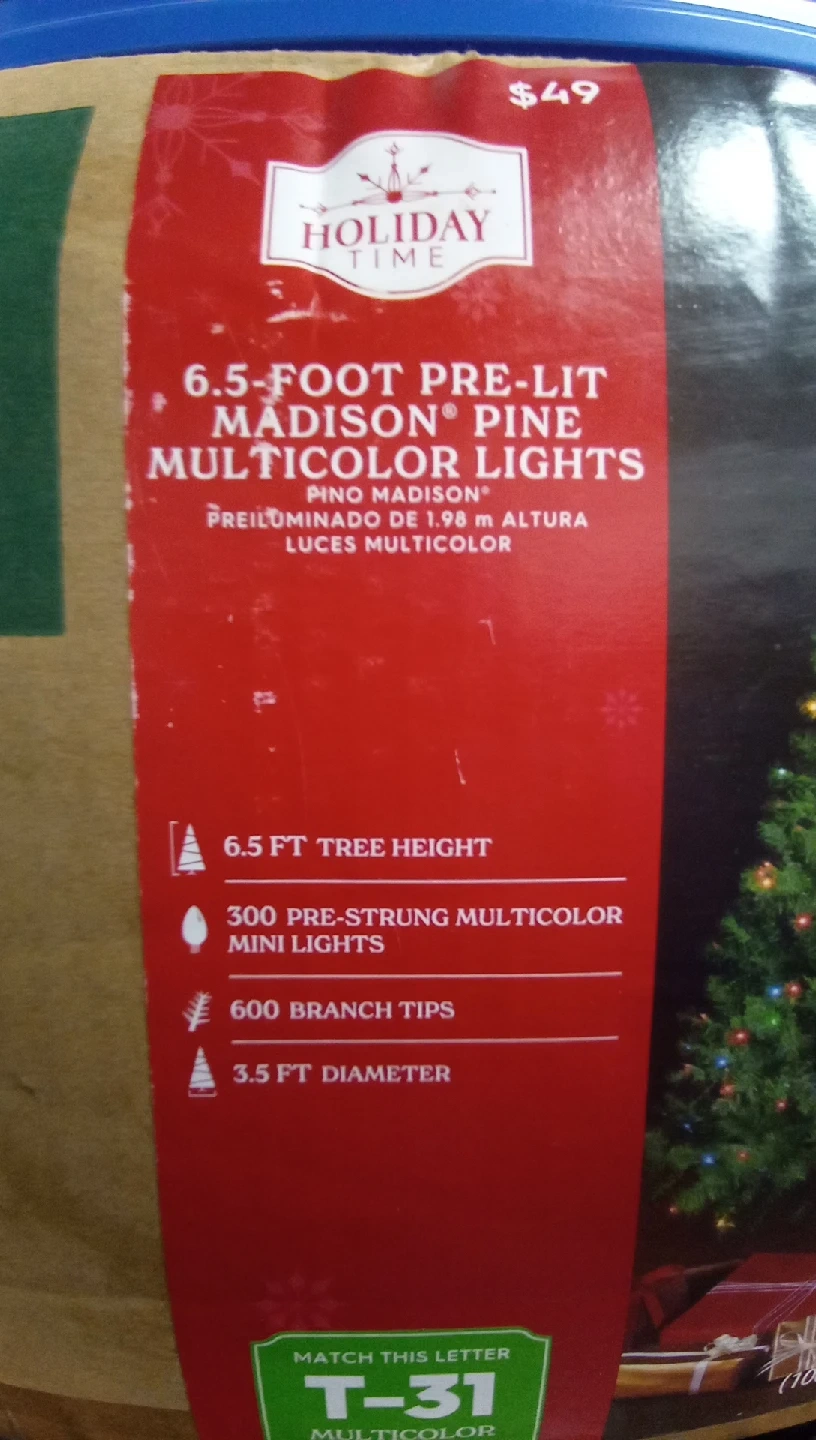 $49
HOLIDAY
TIME
6.5-FOOT PRE-LIT
MADISON® PINE
MULTICOLOR LIGHTS
PINO MADISON®
PREILUMINADO DE 1.98 m ALTURA
LUCES MULTICOLOR
6.5 FT TREE HEIGHT
300 PRE-STRUNG MULTICOLOR
MINI LIGHTS
600 BRANCH TIPS
3.5 FT DIAMETER
MATCH THIS LETTER
T-31
MULTICOLOR